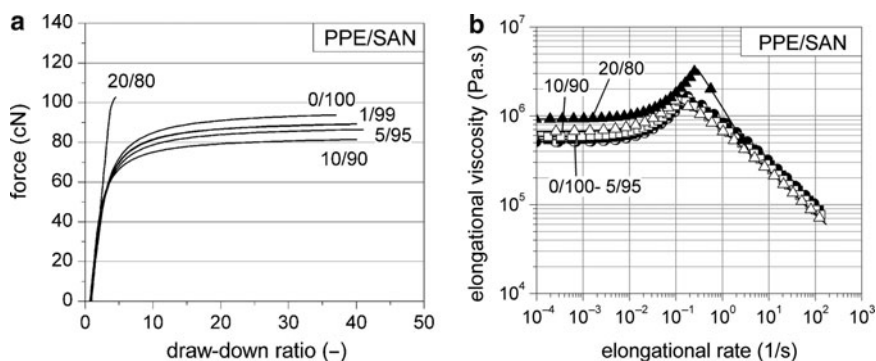 a
PPE/SAN
140
120
100
80
60
40
20
0
force (cN)
20/80
0/100
1/99
5/95
10/90
0 10 20 30 40 50
draw-down ratio (–)
b
PPE/SAN
10⁷
10⁶
10⁵
10⁴
elongational viscosity (Pa.s)
10/90
20/80
0/100- 5/95
10⁻⁴ 10⁻³ 10⁻² 10⁻¹ 10⁰ 10¹ 10² 10³
elongational rate (1/s)